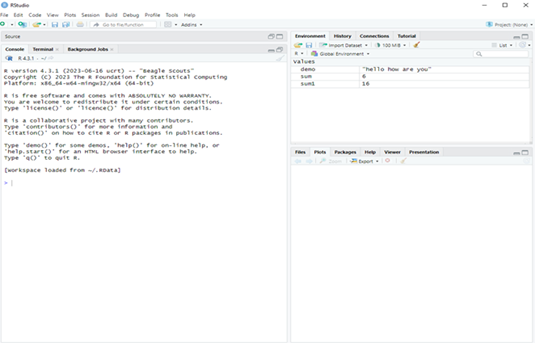 RStudio
File Edit Code View Plots Session Build Debug Profile Tools Help
Go to file/function
Addins
Project: (None)
Source
Console Terminal Background Jobs
R 4.3.1 · ~/
R version 4.3.1 (2023-06-16 ucrt) -- "Beagle Scouts"
Copyright (C) 2023 The R Foundation for Statistical Computing
Platform: x86_64-w64-mingw32/x64 (64-bit)
R is free software and comes with ABSOLUTELY NO WARRANTY.
You are welcome to redistribute it under certain conditions.
Type 'license()' or 'licence()' for distribution details.
R is a collaborative project with many contributors.
Type 'contributors()' for more information and
'citation()' on how to cite R or R packages in publications.
Type 'demo()' for some demos, 'help()' for on-line help, or
'help.start()' for an HTML browser interface to help.
Type 'q()' to quit R.
[workspace loaded from ~/.RData]
>
Environment History Connections Tutorial
Import Dataset 100 MiB List
R Global Environment
Values
demo "hello how are you"
sum 6
sum1 16
Files Plots Packages Help Viewer Presentation
Zoom Export